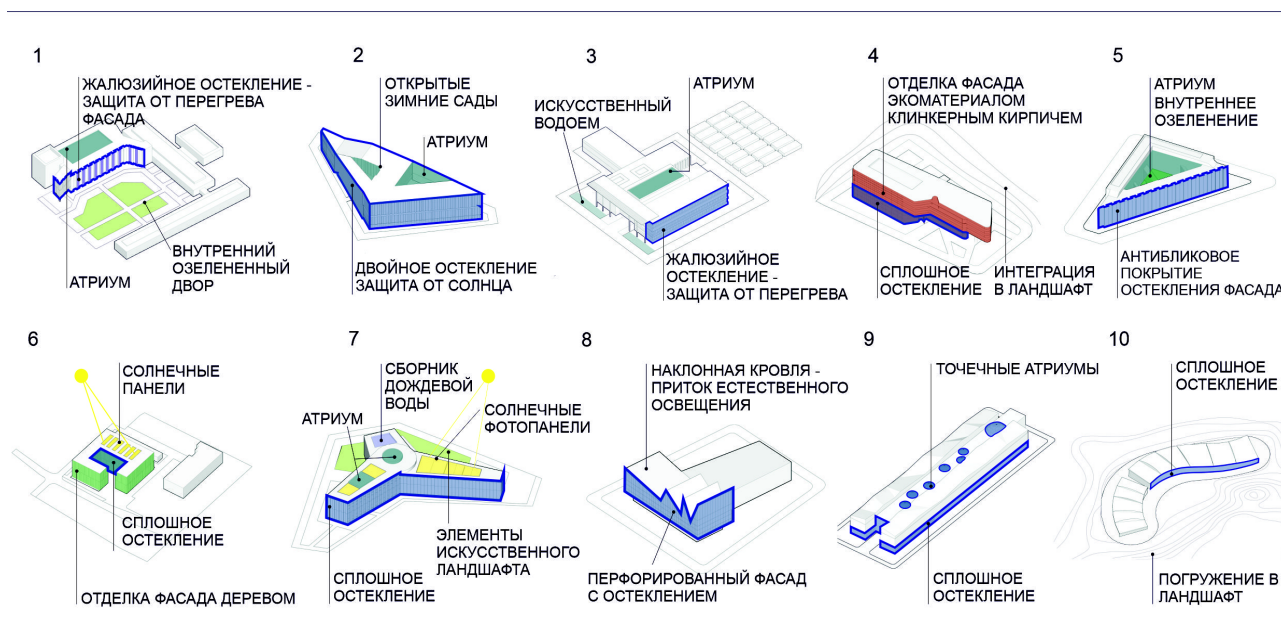 1
ЖАЛЮЗИЙНОЕ ОСТЕКЛЕНИЕ -
ЗАЩИТА ОТ ПЕРЕГРЕВА
ФАСАДА
ВНУТРЕННИЙ
ОЗЕЛЕНЕННЫЙ
ДВОР
АТРИУМ
2
ОТКРЫТЫЕ
ЗИМНИЕ САДЫ
АТРИУМ
ДВОЙНОЕ ОСТЕКЛЕНИЕ
ЗАЩИТА ОТ СОЛНЦА
3
АТРИУМ
ИСКУССТВЕННЫЙ
ВОДОЕМ
ЖАЛЮЗИЙНОЕ
ОСТЕКЛЕНИЕ -
ЗАЩИТА ОТ ПЕРЕГРЕВА
4
ОТДЕЛКА ФАСАДА
ЭКОМАТЕРИАЛОМ
КЛИНКЕРНЫМ КИРПИЧЕМ
СПЛОШНОЕ
ОСТЕКЛЕНИЕ
ИНТЕГРАЦИЯ
В ЛАНДШАФТ
5
АТРИУМ
ВНУТРЕННЕЕ
ОЗЕЛЕНЕНИЕ
АНТИБЛИКОВОЕ
ПОКРЫТИЕ
ОСТЕКЛЕНИЯ ФАСАДА
6
СОЛНЕЧНЫЕ
ПАНЕЛИ
СПЛОШНОЕ
ОСТЕКЛЕНИЕ
ОТДЕЛКА ФАСАДА ДЕРЕВОМ
7
СБОРНИК
ДОЖДЕВОЙ
ВОДЫ
АТРИУМ
СОЛНЕЧНЫЕ
ФОТОПАНЕЛИ
ЭЛЕМЕНТЫ
ИСКУССТВЕННОГО
ЛАНДШАФТА
СПЛОШНОЕ
ОСТЕКЛЕНИЕ
8
НАКЛОННАЯ КРОВЛЯ -
ПРИТОК ЕСТЕСТВЕННОГО
ОСВЕЩЕНИЯ
ПЕРФОРИРОВАННЫЙ ФАСАД
С ОСТЕКЛЕНИЕМ
9
ТОЧЕЧНЫЕ АТРИУМЫ
СПЛОШНОЕ
ОСТЕКЛЕНИЕ
10
СПЛОШНОЕ
ОСТЕКЛЕНИЕ
ПОГРУЖЕНИЕ В
ЛАНДШАФТ